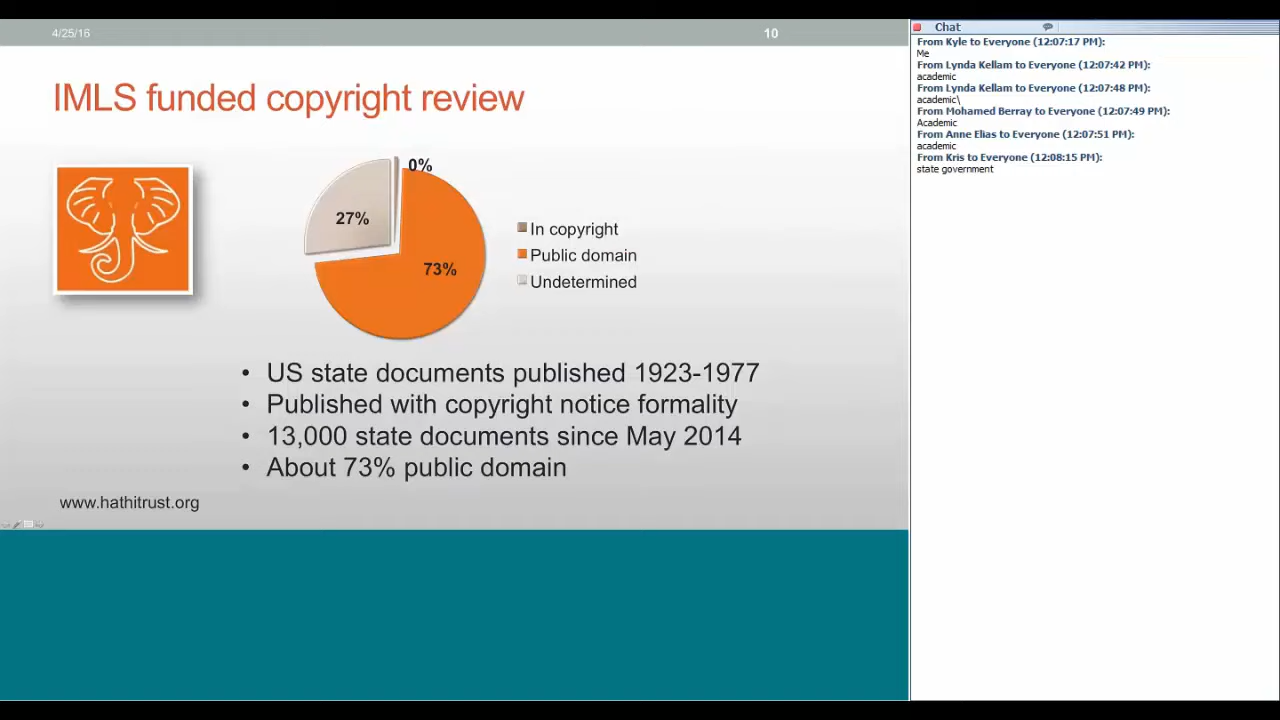 4/25/16
10
IMLS funded copyright review
0%
27%
73%
In copyright
Public domain
Undetermined
• US state documents published 1923-1977
• Published with copyright notice formality
• 13,000 state documents since May 2014
• About 73% public domain
www.hathitrust.org
Chat
From Kyle to Everyone (12:07:17 PM):
Me
From Lynda Kellam to Everyone (12:07:42 PM):
academic
From Lynda Kellam to Everyone (12:07:48 PM):
academic\
From Mohamed Berray to Everyone (12:07:49 PM):
Academic
From Anne Elias to Everyone (12:07:51 PM):
academic
From Kris to Everyone (12:08:15 PM):
state government